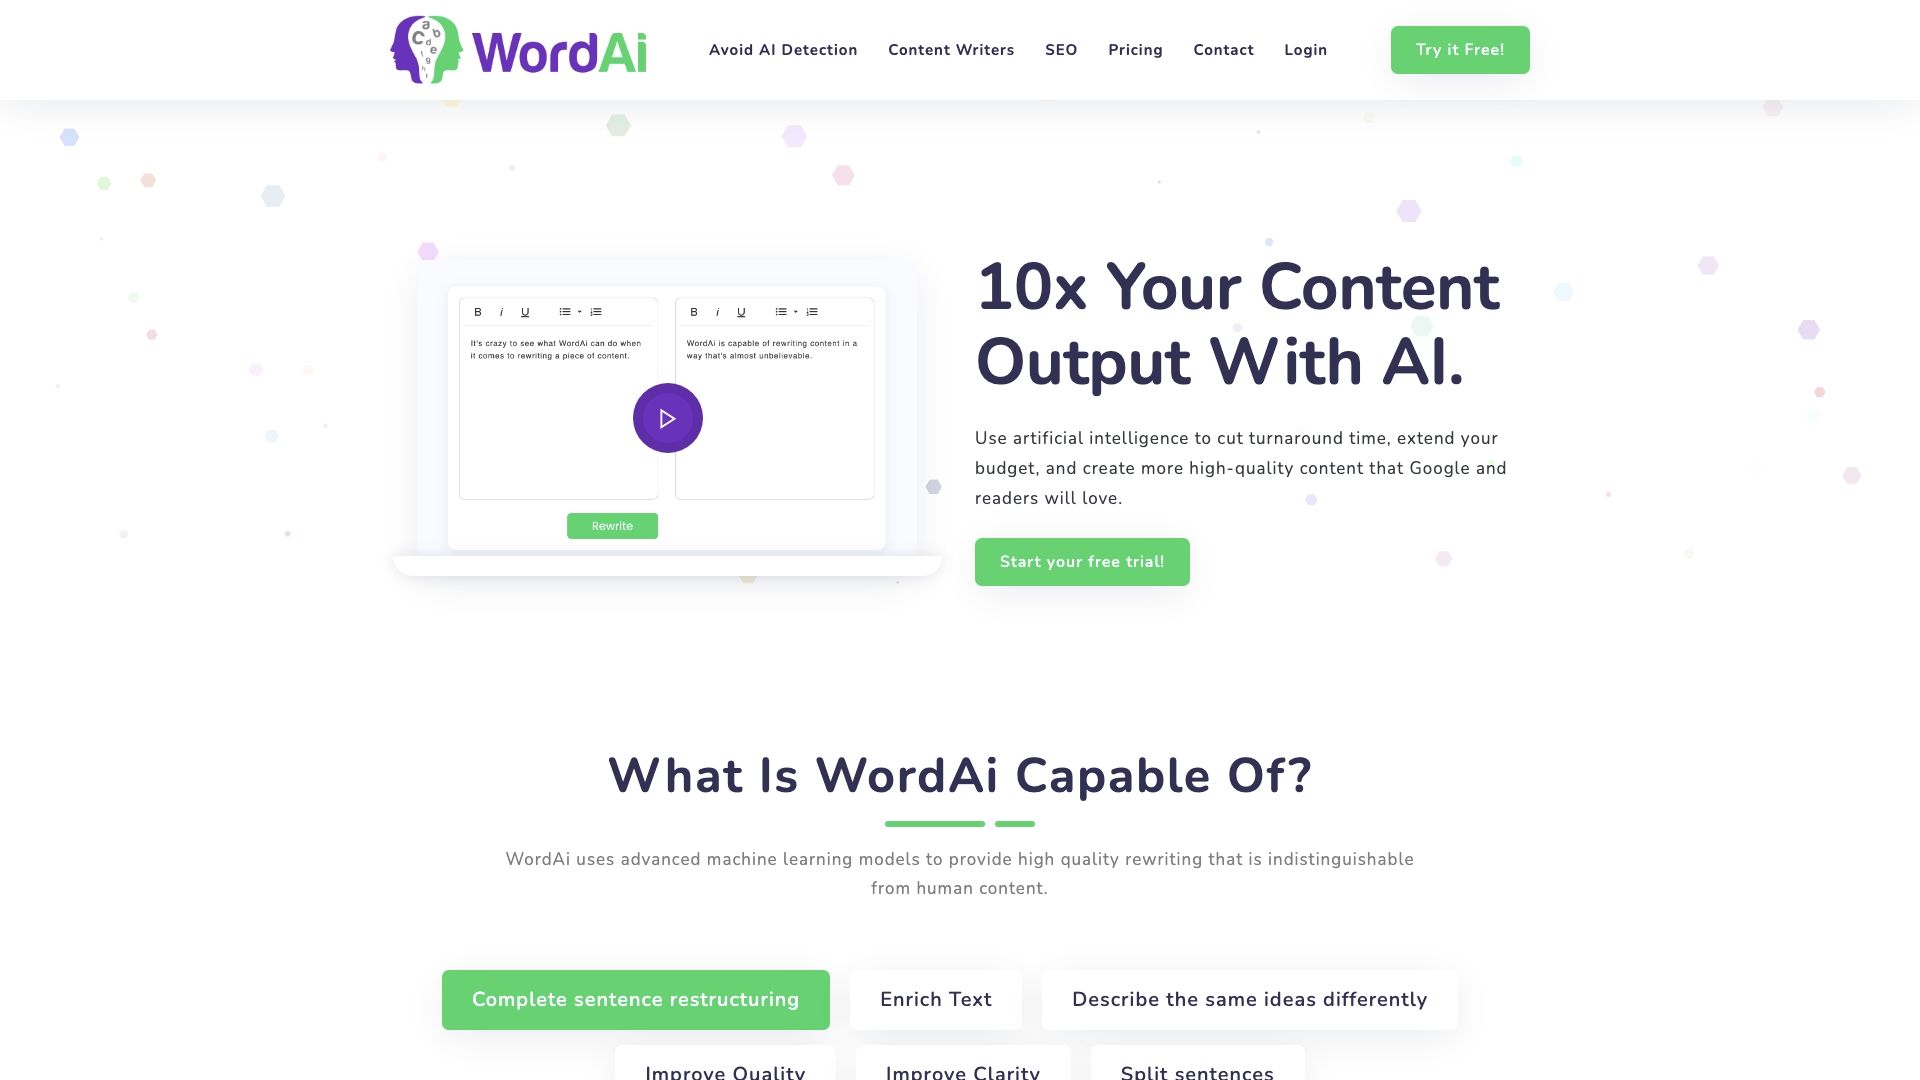 WordAi
Avoid AI Detection
Content Writers
SEO
Pricing
Contact
Login
Try it Free!
B i U
It's crazy to see what WordAi can do when
it comes to rewriting a piece of content.
B i U
WordAi is capable of rewriting content in a
way that's almost unbelievable.
Rewrite
10x Your Content
Output With AI.
Use artificial intelligence to cut turnaround time, extend your
budget, and create more high-quality content that Google and
readers will love.
Start your free trial!
What Is WordAi Capable Of?
WordAi uses advanced machine learning models to provide high quality rewriting that is indistinguishable
from human content.
Complete sentence restructuring
Enrich Text
Describe the same ideas differently
Improve Quality
Improve Clarity
Split sentences